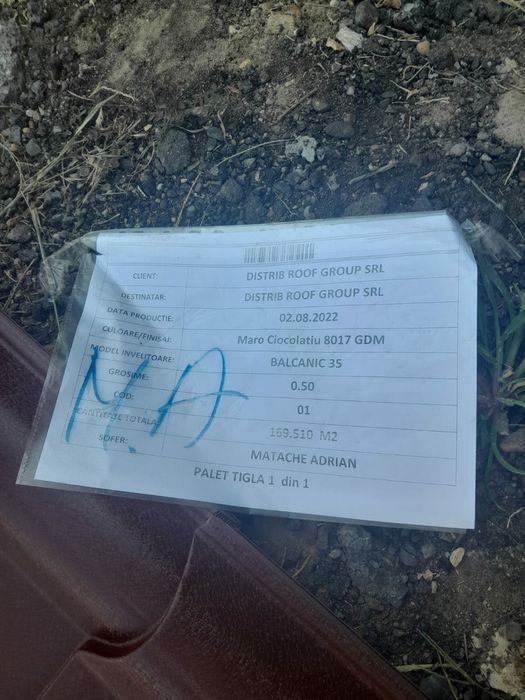 CLIENT: DISTRIB ROOF GROUP SRL
DESTINATAR: DISTRIB ROOF GROUP SRL
DATA PRODUCTIE: 02.08.2022
CULOARE/FINISAJ: Maro Ciocolatiu 8017 GDM
MODEL INVELITOARE: BALCANIC 35
GROSIME: 0.50
COD: 01
CANTITATE TOTALA: 169.510 M2
SOFER: MATACHE ADRIAN
PALET TIGLA 1 din 1
M.A